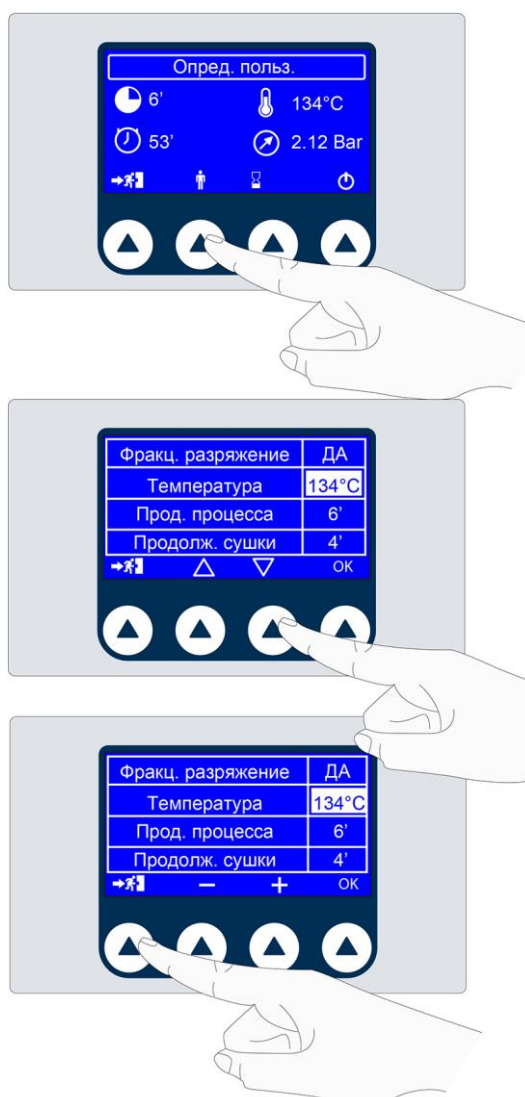 Опред. польз.
6’ 134°C
53’ 2.12 Bar
Фракц. разряжение ДА
Температура 134°C
Прод. процесса 6’
Продолж. сушки 4’
OK
Фракц. разряжение ДА
Температура 134°C
Прод. процесса 6’
Продолж. сушки 4’
− + OK